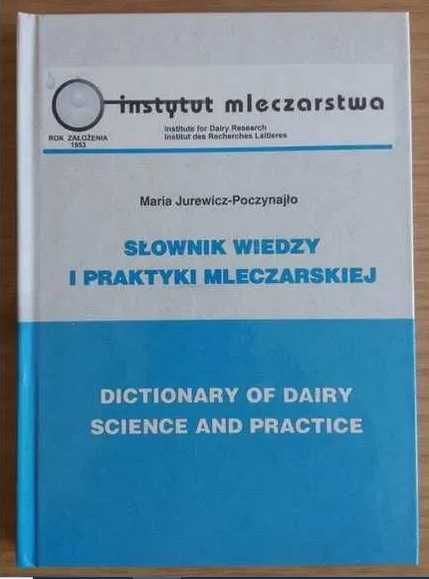 instytut mleczarstwa
Institute for Dairy Research
Institut des Recherches Laitieres
ROK ZAŁOŻENIA
1953
Maria Jurewicz-Poczynajło
SŁOWNIK WIEDZY
I PRAKTYKI MLECZARSKIEJ
DICTIONARY OF DAIRY
SCIENCE AND PRACTICE